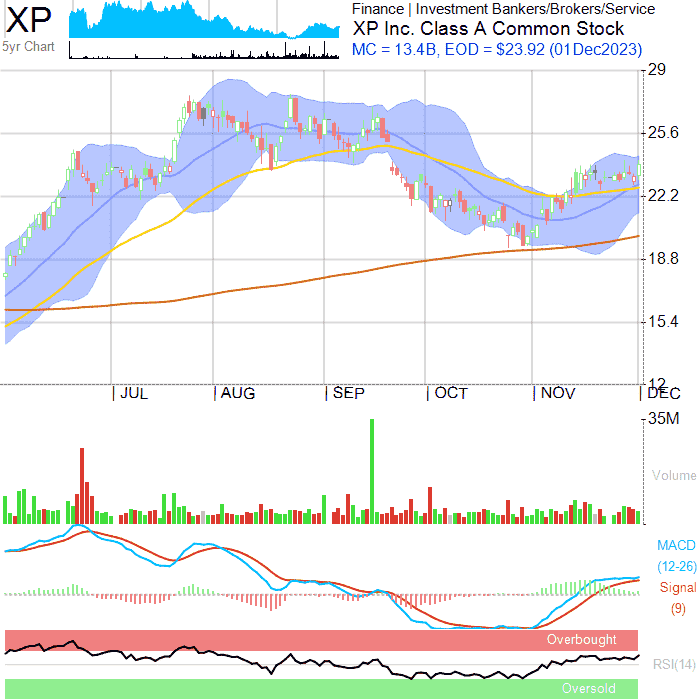 XP
5yr Chart
Finance | Investment Bankers/Brokers/Service
XP Inc. Class A Common Stock
MC = 13.4B, EOD = $23.92 (01Dec2023)
29
25.6
22.2
18.8
15.4
12
JUL
AUG
SEP
OCT
NOV
DEC
35M
Volume
MACD
(12-26)
Signal
(9)
Overbought
RSI(14)
Oversold